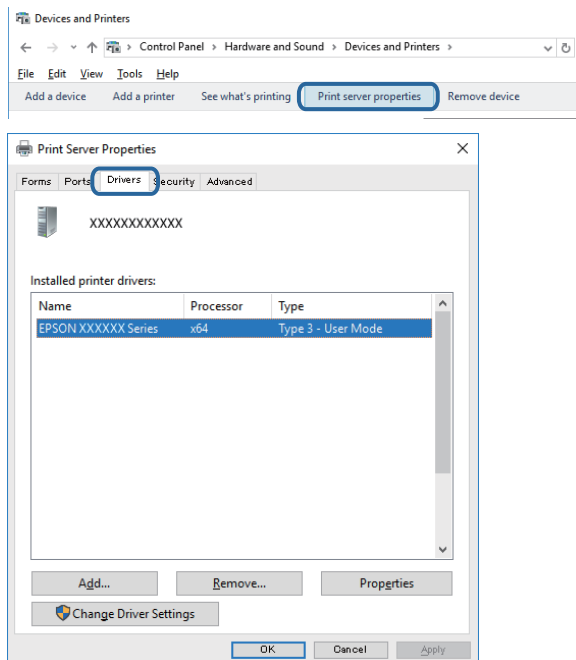 Devices and Printers
Control Panel > Hardware and Sound > Devices and Printers >
File Edit View Tools Help
Add a device Add a printer See what's printing Print server properties Remove device
Print Server Properties
Forms Ports Drivers Security Advanced
XXXXXXXXXXXX
Installed printer drivers:
Name Processor Type
EPSON XXXXXX Series x64 Type 3 - User Mode
Add... Remove... Properties
Change Driver Settings
OK Cancel Apply